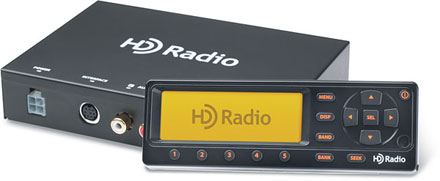 HD Radio
POWER
INTERFACE
HD Radio
MENU
DISP
BAND
SEL
1 2 3 4 5
BANK
SEEK
HD Radio